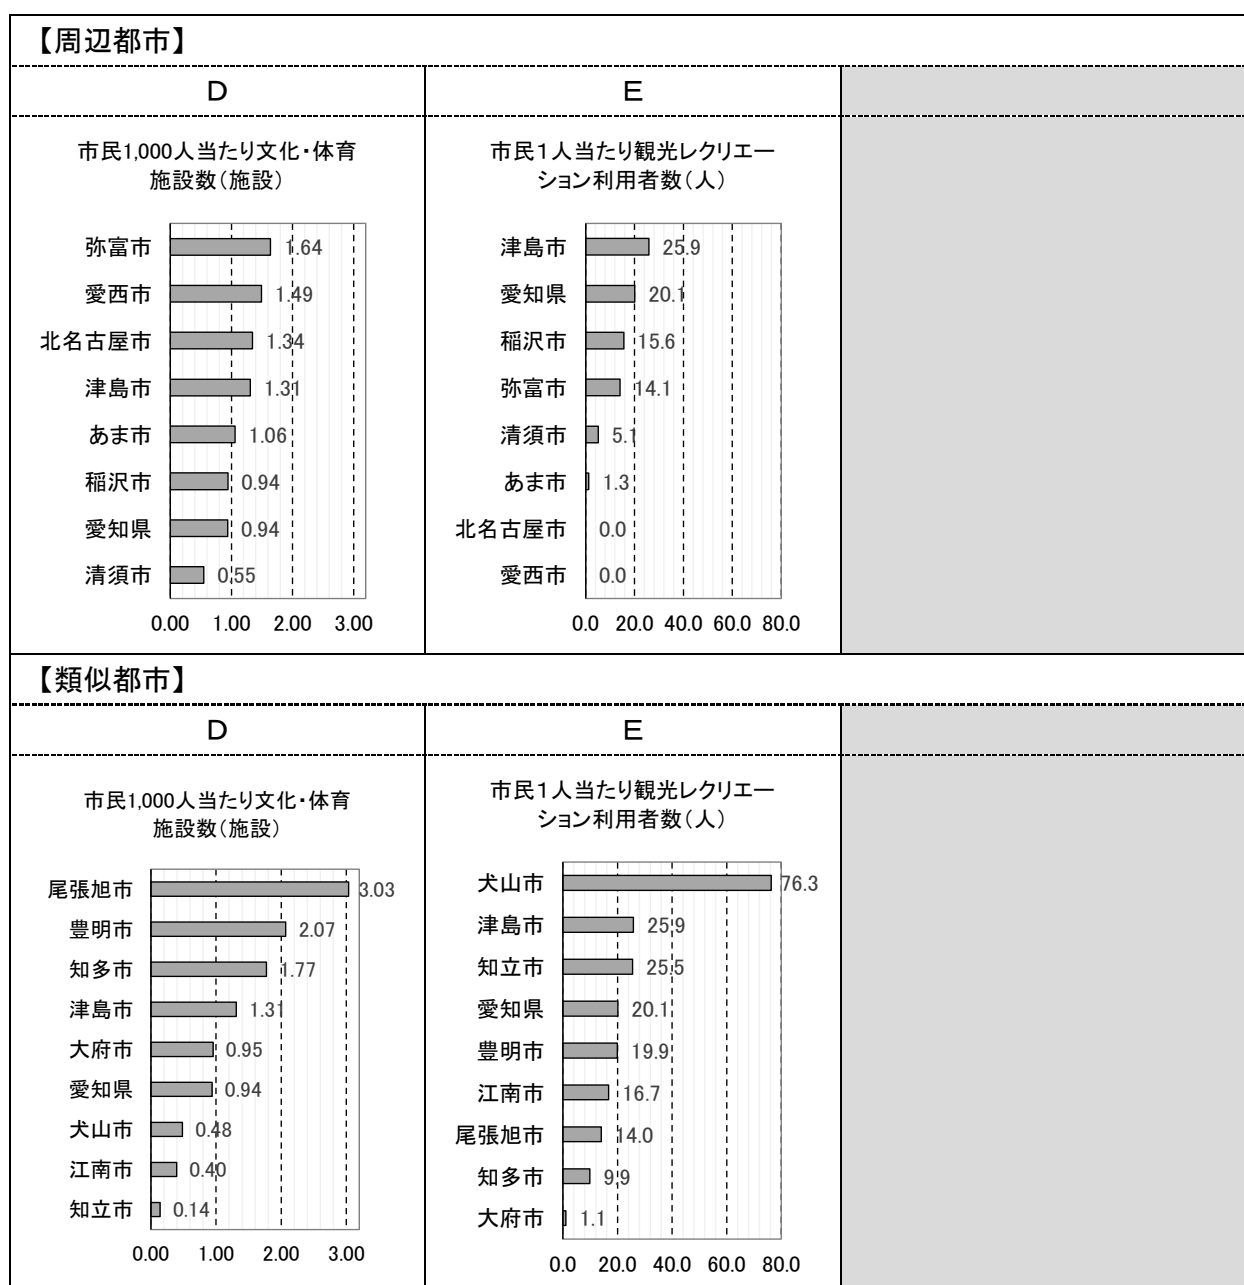 【周辺都市】
D
E
市民1,000人当たり文化・体育
施設数（施設）
弥富市 1.64
愛西市 1.49
北名古屋市 1.34
津島市 1.31
あま市 1.06
稲沢市 0.94
愛知県 0.94
清須市 0.55
0.00 1.00 2.00 3.00
市民１人当たり観光レクリエー
ション利用者数（人）
津島市 25.9
愛知県 20.1
稲沢市 15.6
弥富市 14.1
清須市 5.1
あま市 1.3
北名古屋市 0.0
愛西市 0.0
0.0 20.0 40.0 60.0 80.0
【類似都市】
D
E
市民1,000人当たり文化・体育
施設数（施設）
尾張旭市 3.03
豊明市 2.07
知多市 1.77
津島市 1.31
大府市 0.95
愛知県 0.94
犬山市 0.48
江南市 0.40
知立市 0.14
0.00 1.00 2.00 3.00
市民１人当たり観光レクリエー
ション利用者数（人）
犬山市 76.3
津島市 25.9
知立市 25.5
愛知県 20.1
豊明市 19.9
江南市 16.7
尾張旭市 14.0
知多市 9.9
大府市 1.1
0.0 20.0 40.0 60.0 80.0